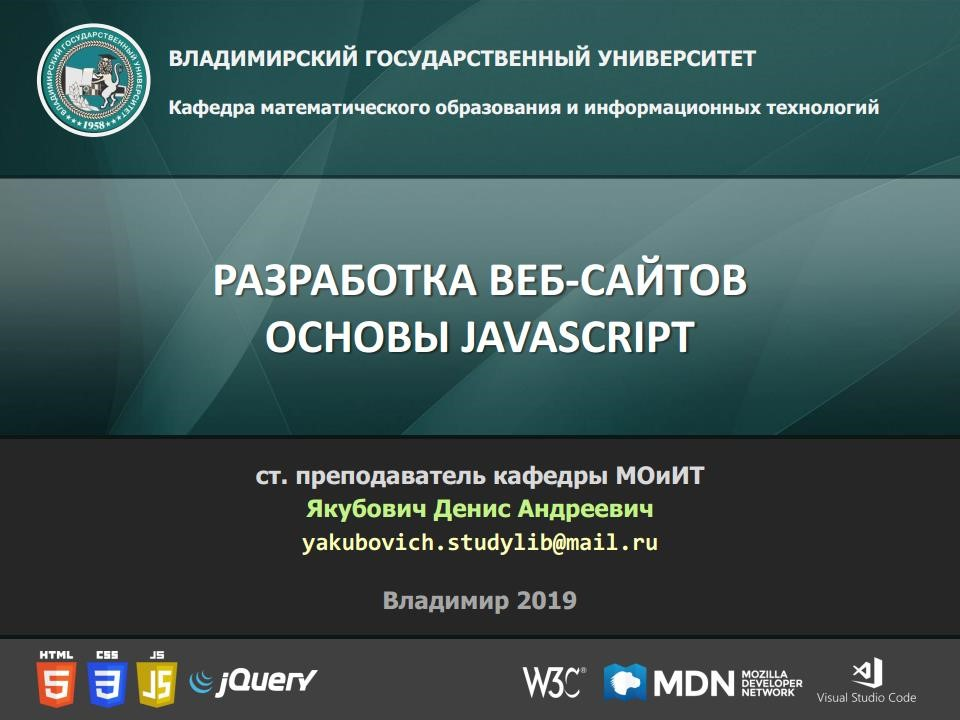 ВЛАДИМИРСКИЙ ГОСУДАРСТВЕННЫЙ УНИВЕРСИТЕТ
Кафедра математического образования и информационных технологий
ВЛАДИМИРСКИЙ ГОСУДАРСТВЕННЫЙ УНИВЕРСИТЕТ
1958
РАЗРАБОТКА ВЕБ-САЙТОВ
ОСНОВЫ JAVASCRIPT
ст. преподаватель кафедры МОиИТ
Якубович Денис Андреевич
yakubovich.studylib@mail.ru
Владимир 2019
HTML 5
CSS 3
JS JS
jQuery
W3C®
MDN MOZILLA DEVELOPER NETWORK
Visual Studio Code